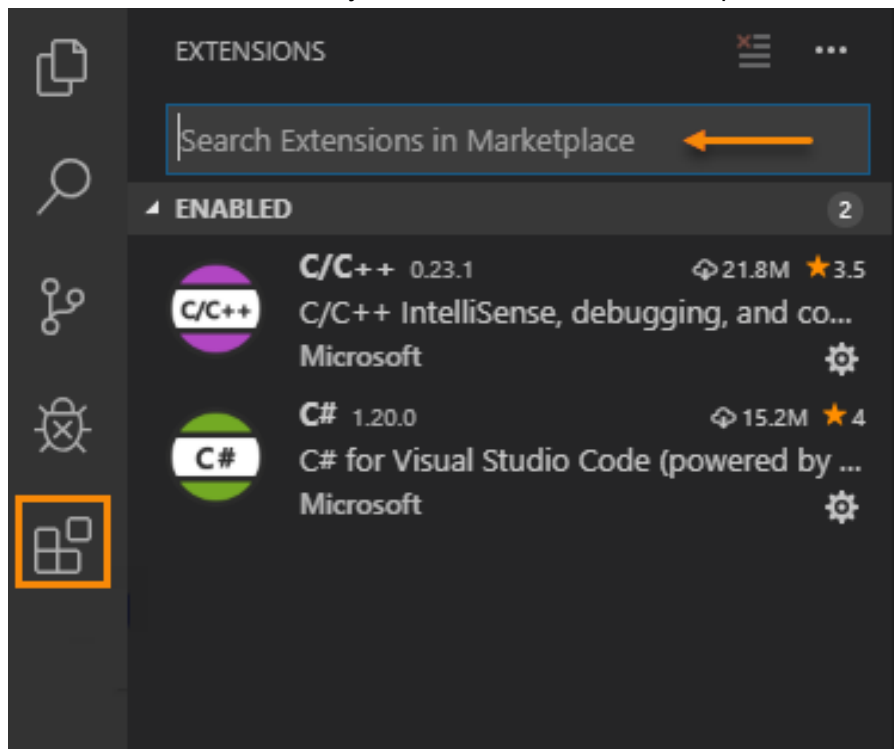 EXTENSIONS
Search Extensions in Marketplace
ENABLED 2
C/C++ 0.23.1 21.8M 3.5
C/C++
C/C++ IntelliSense, debugging, and co...
Microsoft
C# 1.20.0 15.2M 4
C#
C# for Visual Studio Code (powered by ...
Microsoft